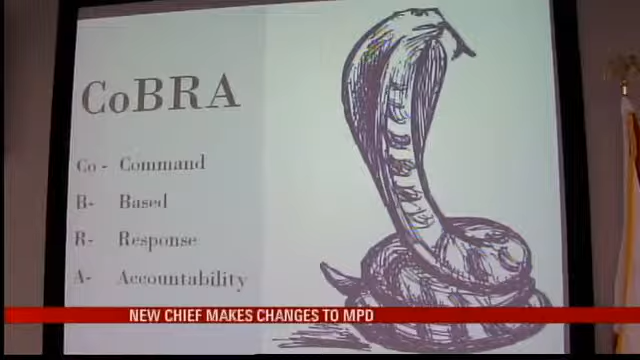 CoBRA
Co - Command
B- Based
R- Response
A- Accountability
NEW CHIEF MAKES CHANGES TO MPD